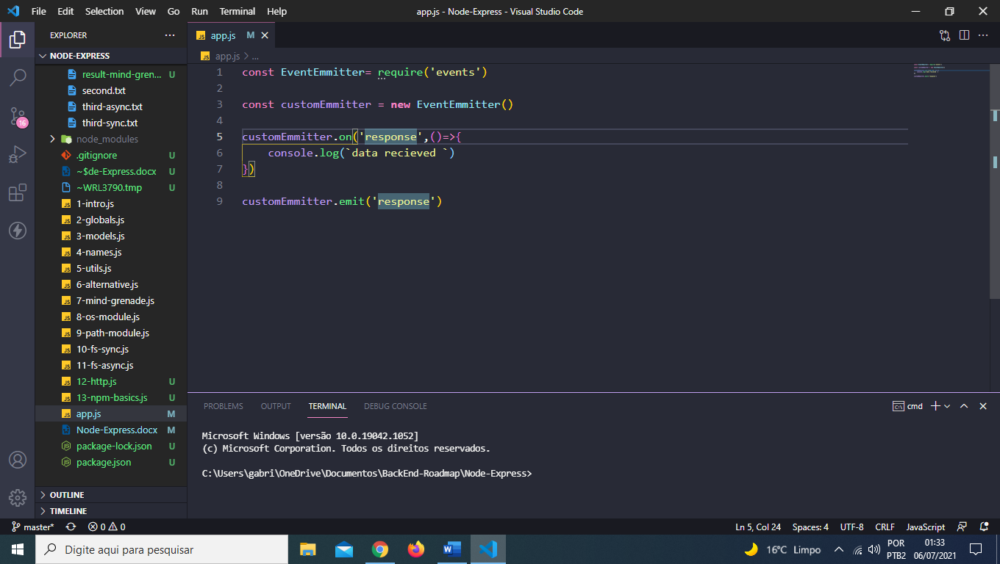 File Edit Selection View Go Run Terminal Help app.js - Node-Express - Visual Studio Code
EXPLORER
NODE-EXPRESS
result-mind-gren... U
second.txt
third-async.txt
third-sync.txt
node_modules
.gitignore U
~$de-Express.docx U
~WRL3790.tmp U
1-intro.js
2-globals.js
3-models.js
4-names.js
5-utils.js
6-alternative.js
7-mind-grenade.js
8-os-module.js
9-path-module.js
10-fs-sync.js
11-fs-async.js
12-http.js U
13-npm-basics.js U
app.js M
Node-Express.docx M
package-lock.json U
package.json U
OUTLINE
TIMELINE
16
JS app.js M
JS app.js > ...
1 const EventEmmitter= require('events')
2
3 const customEmmitter = new EventEmmitter()
4
5 customEmmitter.on('response',()=>{
6 console.log(`data recieved `)
7 })
8
9 customEmmitter.emit('response')
PROBLEMS OUTPUT TERMINAL DEBUG CONSOLE cmd
Microsoft Windows [versão 10.0.19042.1052]
(c) Microsoft Corporation. Todos os direitos reservados.
C:\Users\gabri\OneDrive\Documentos\BackEnd-Roadmap\Node-Express>
master* 0 0 Ln 5, Col 24 Spaces: 4 UTF-8 CRLF JavaScript
Digite aqui para pesquisar 16°C Limpo POR PTB2 01:33 06/07/2021